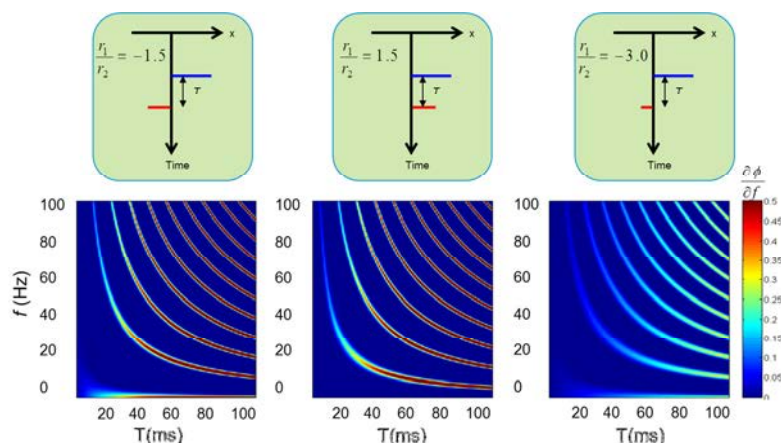 x
r₁/r₂ = −1.5
τ
Time
x
r₁/r₂ = 1.5
τ
Time
x
r₁/r₂ = −3.0
τ
Time
∂ϕ/∂f
f (Hz)
100
80
60
40
20
0
100
80
60
40
20
0
100
80
60
40
20
0
0.5
0.45
0.4
0.35
0.3
0.25
0.2
0.15
0.1
0.05
0
20 40 60 80 100
20 40 60 80 100
20 40 60 80 100
T(ms)
T(ms)
T(ms)